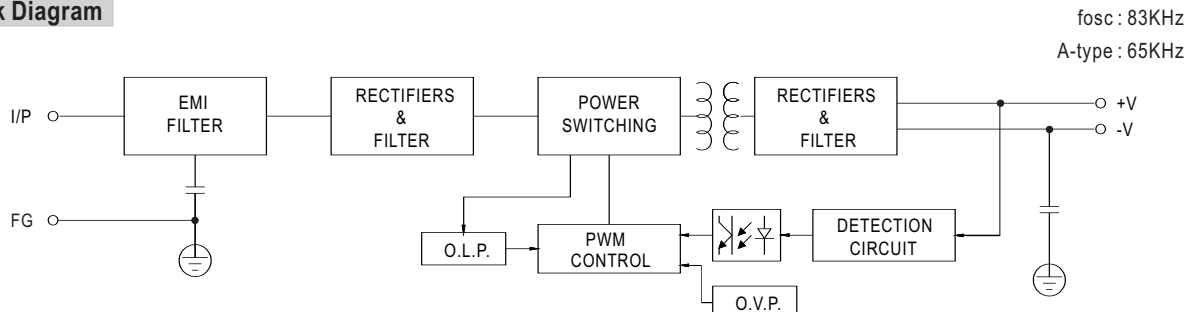 Diagram
fosc : 83KHz
A-type : 65KHz
I/P
EMI
FILTER
RECTIFIERS
&
FILTER
POWER
SWITCHING
RECTIFIERS
&
FILTER
+V
-V
FG
O.L.P.
PWM
CONTROL
DETECTION
CIRCUIT
O.V.P.